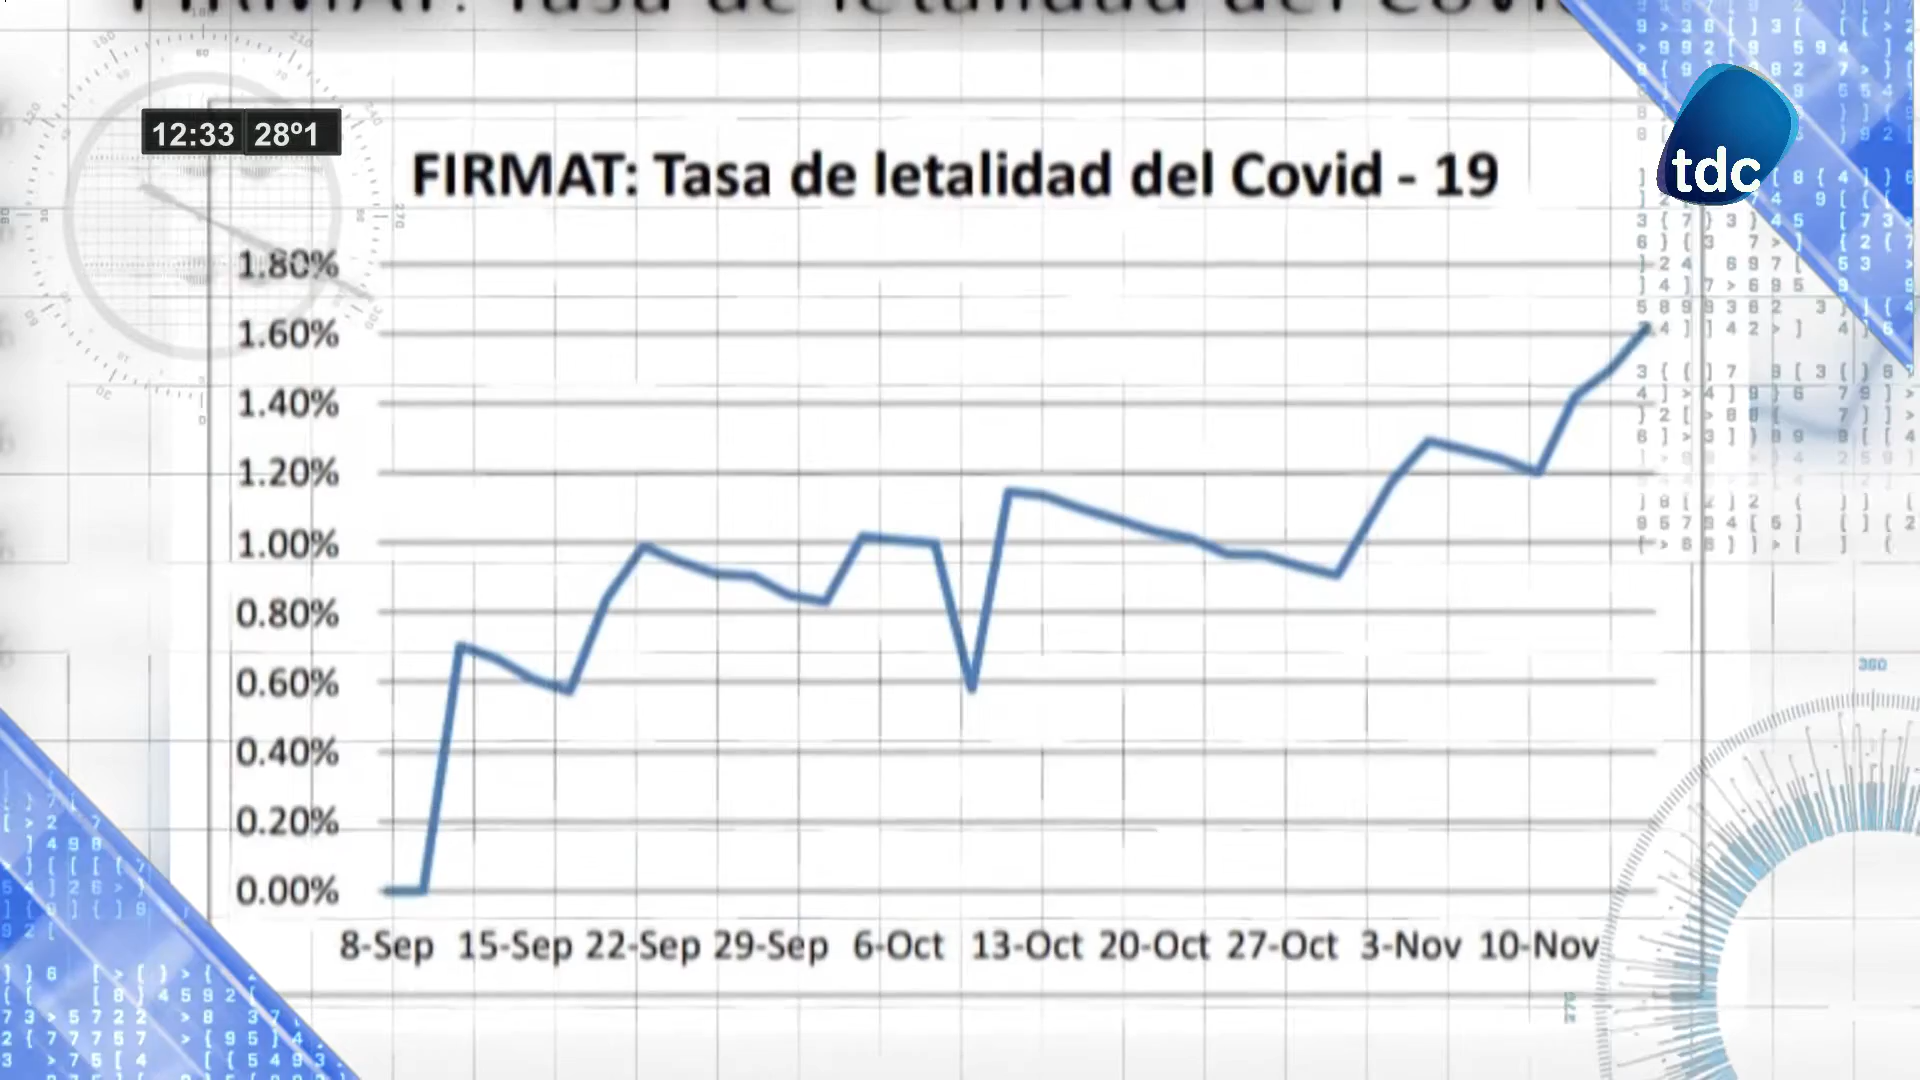 12:33 28º1
tdc
FIRMAT: Tasa de letalidad del Covid - 19
1.80%
1.60%
1.40%
1.20%
1.00%
0.80%
0.60%
0.40%
0.20%
0.00%
8-Sep 15-Sep 22-Sep 29-Sep 6-Oct 13-Oct 20-Oct 27-Oct 3-Nov 10-Nov
360